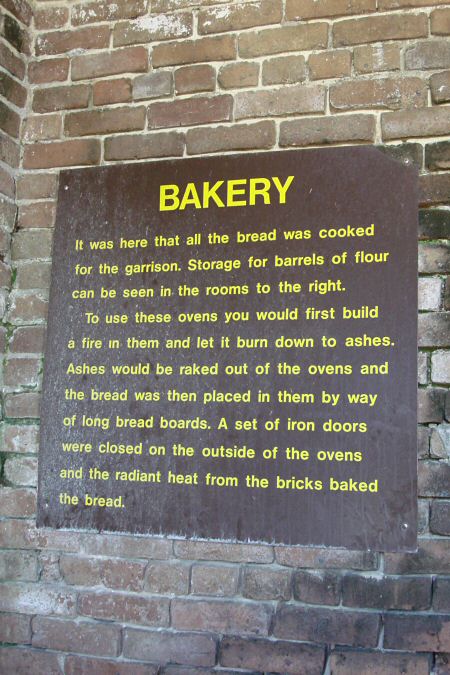 BAKERY
It was here that all the bread was cooked
for the garrison. Storage for barrels of flour
can be seen in the rooms to the right.
To use these ovens you would first build
a fire in them and let it burn down to ashes.
Ashes would be raked out of the ovens and
the bread was then placed in them by way
of long bread boards. A set of iron doors
were closed on the outside of the ovens
and the radiant heat from the bricks baked
the bread.